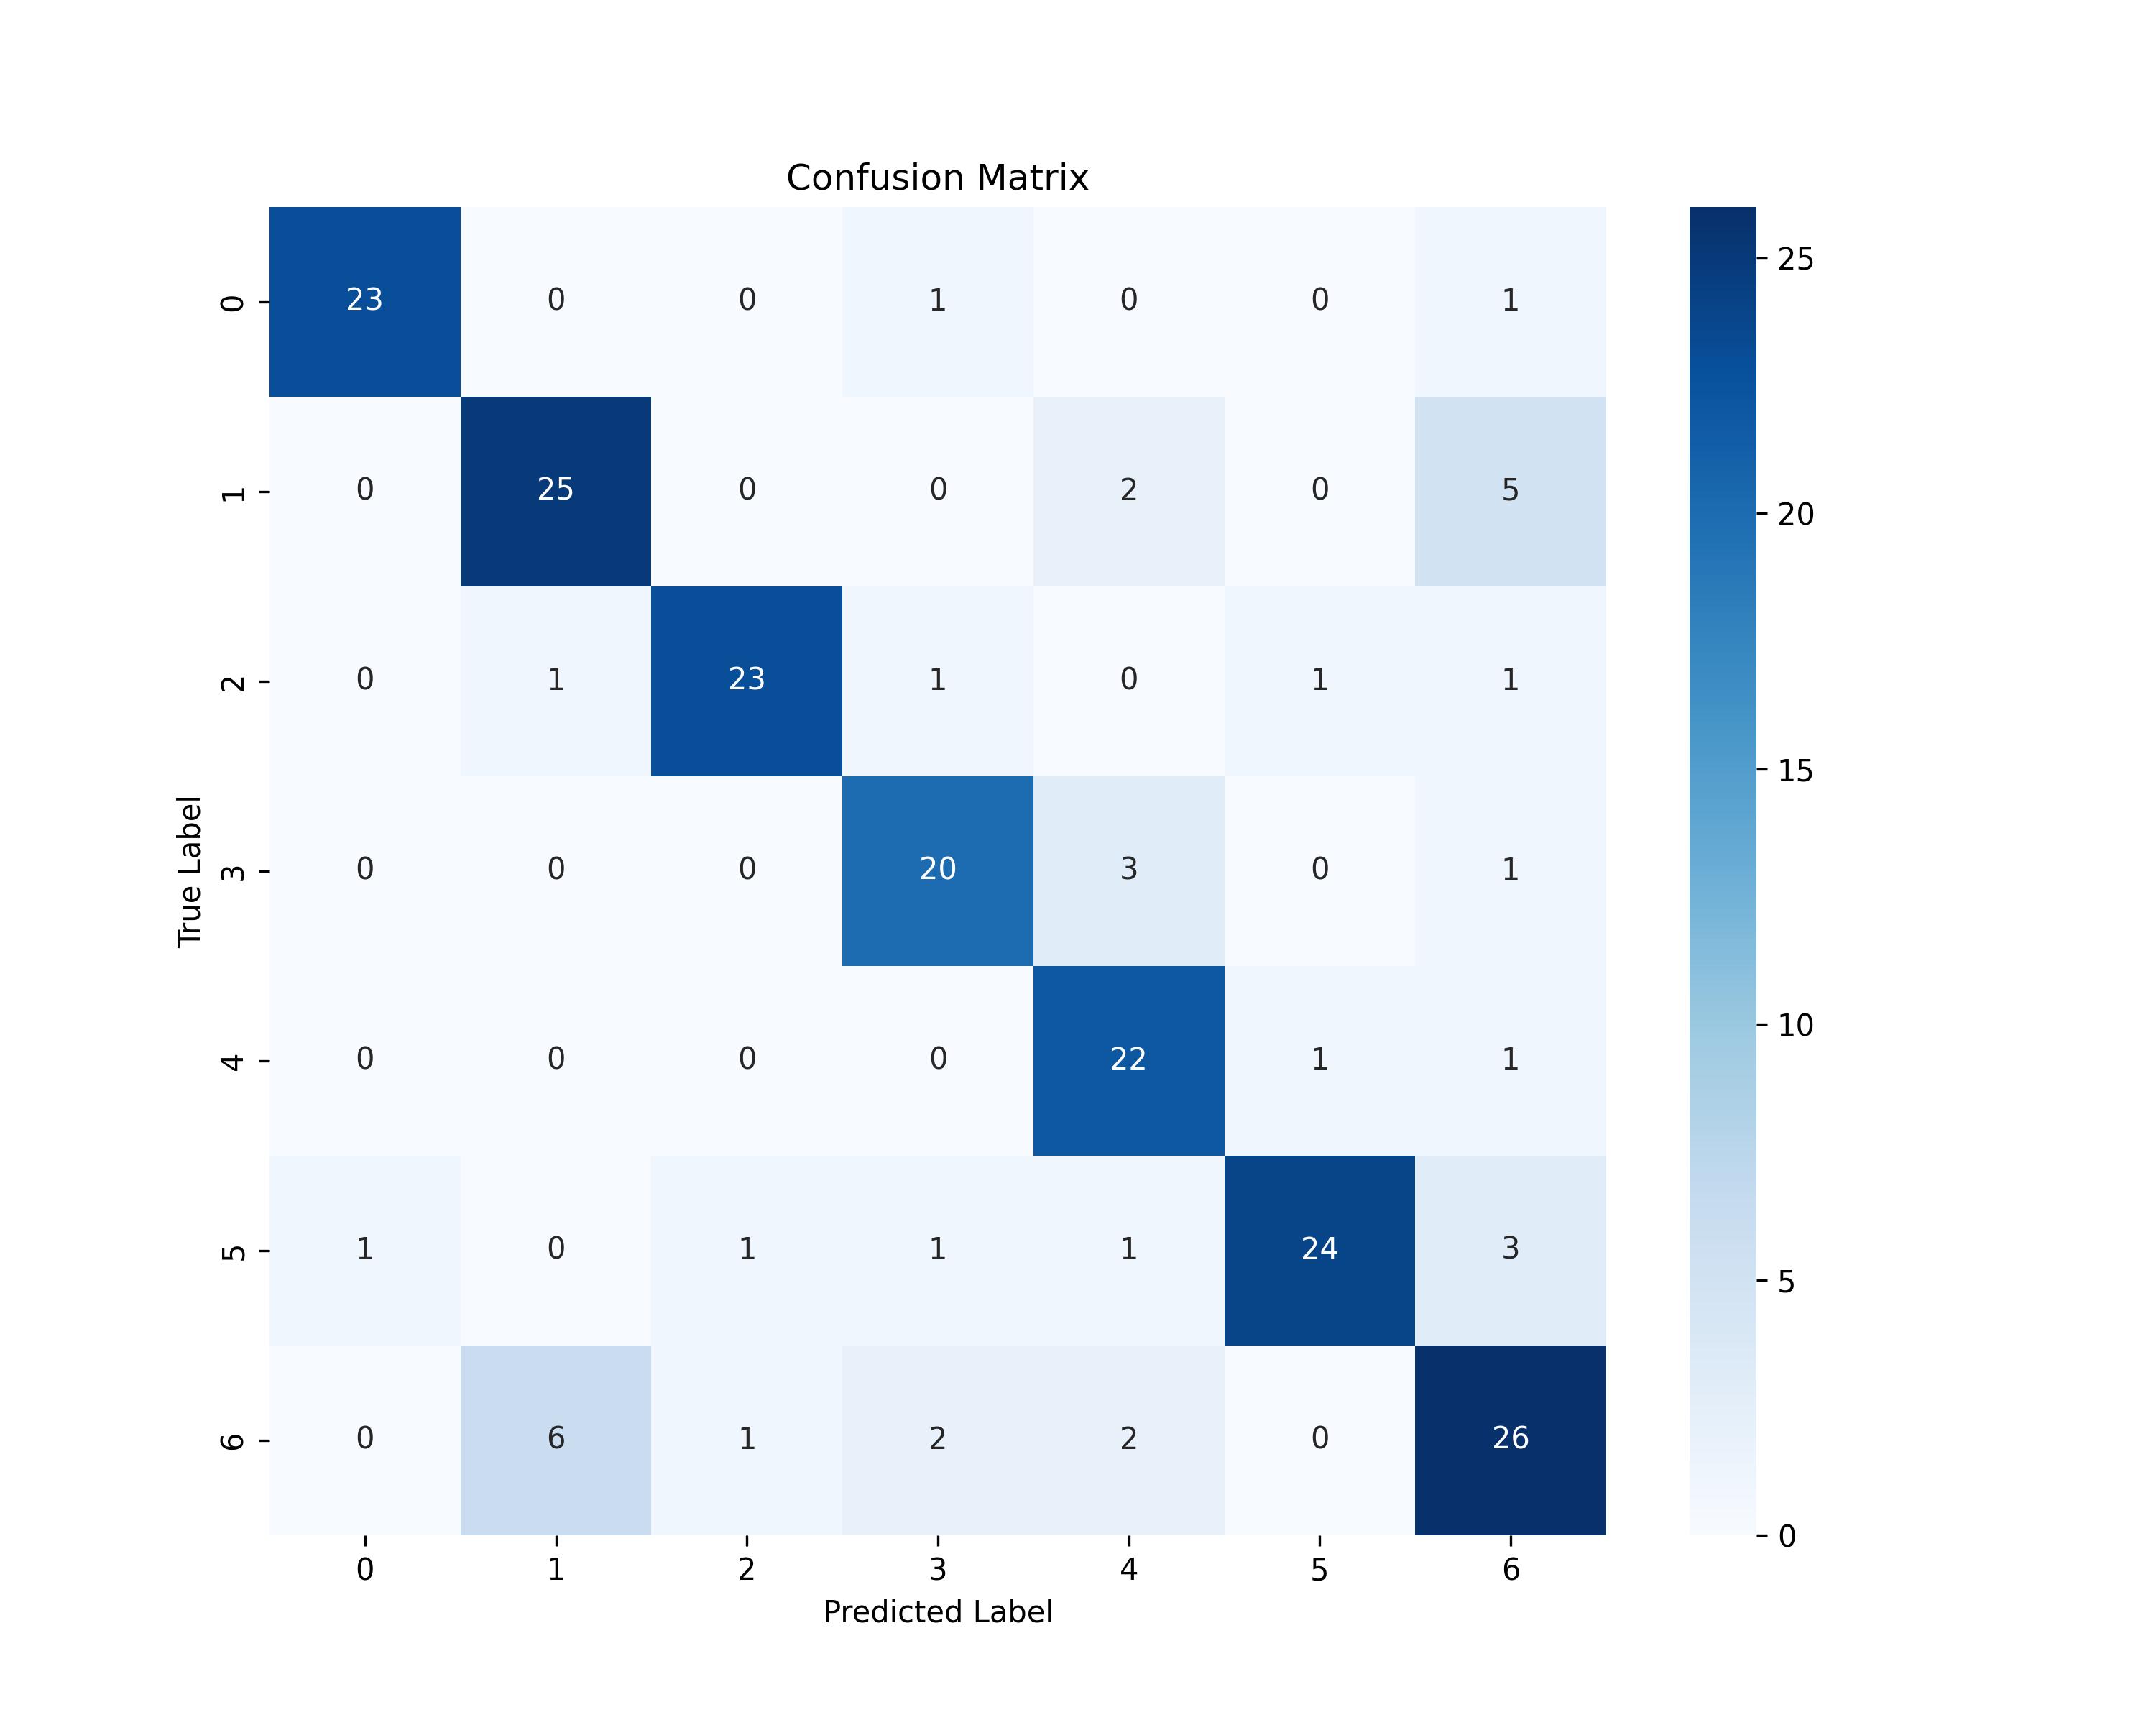 Confusion Matrix
0 23 0 0 1 0 0 1
1 0 25 0 0 2 0 5
2 0 1 23 1 0 1 1
3 0 0 0 20 3 0 1
4 0 0 0 0 22 1 1
5 1 0 1 1 1 24 3
6 0 6 1 2 2 0 26
0 1 2 3 4 5 6
Predicted Label
True Label
25
20
15
10
5
0